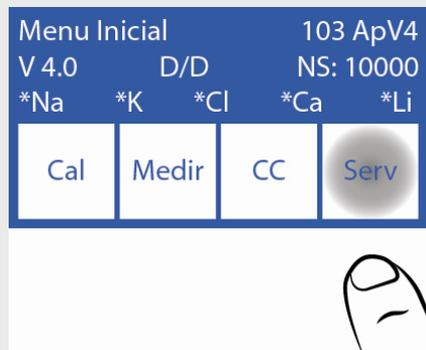 Menu Inicial 103 ApV4
V 4.0 D/D NS: 10000
*Na *K *Cl *Ca *Li
Cal Medir CC Serv